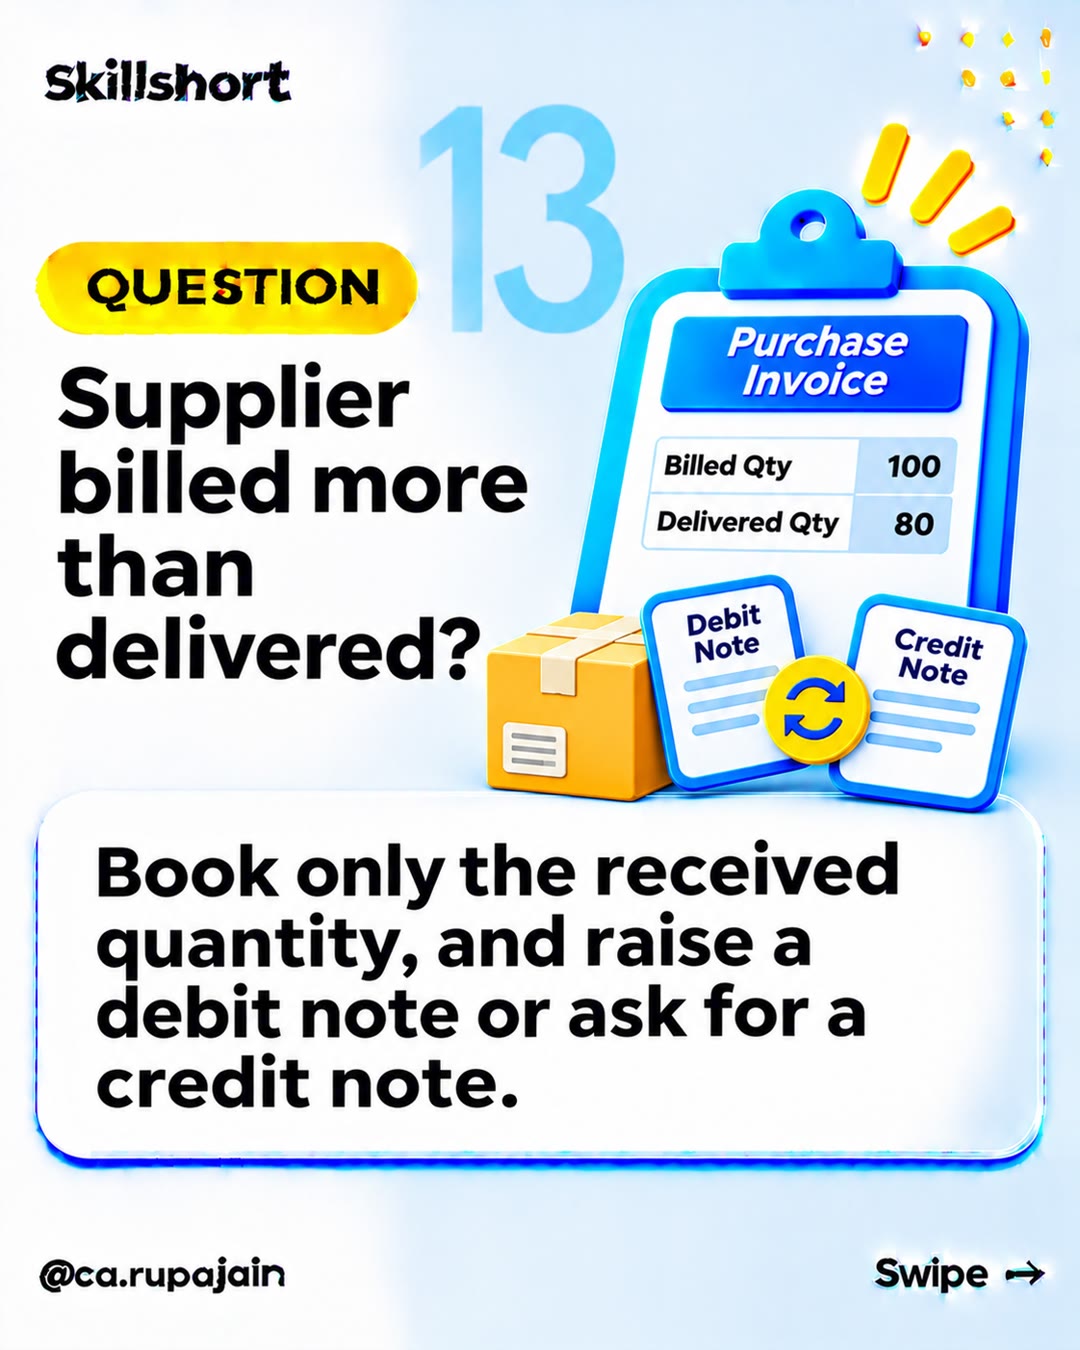 Skillshort
13
QUESTION
Supplier
billed more
than
delivered?
Purchase
Invoice
Billed Qty 100
Delivered Qty 80
Debit
Note
Credit
Note
Book only the received
quantity, and raise a
debit note or ask for a
credit note.
@ca.rupajain
Swipe →